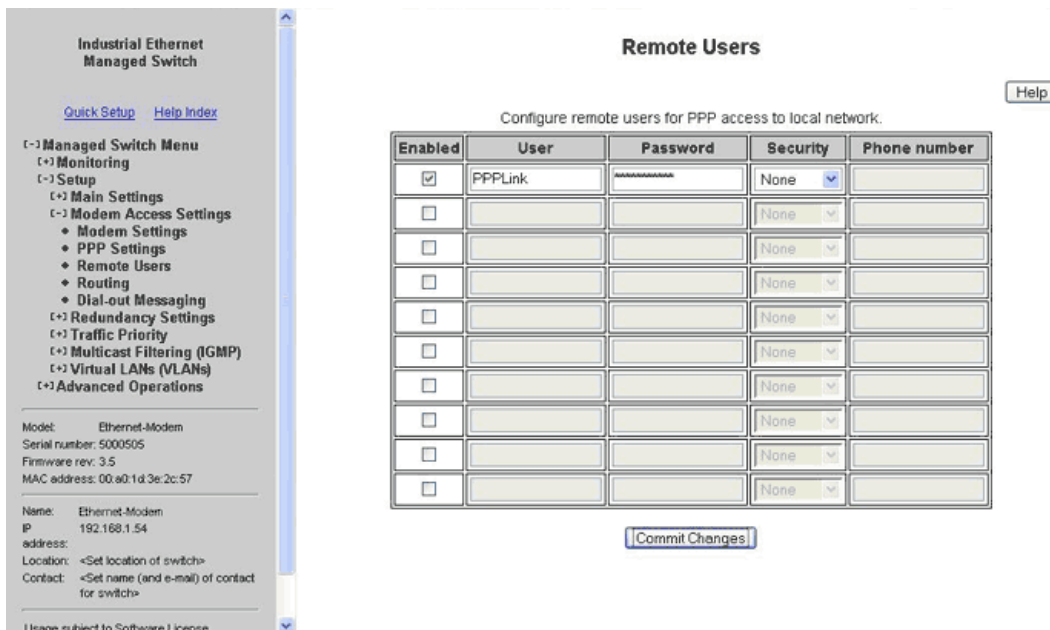 Industrial Ethernet
Managed Switch
Quick Setup Help Index
[-] Managed Switch Menu
[+] Monitoring
[-] Setup
[+] Main Settings
[-] Modem Access Settings
Modem Settings
PPP Settings
Remote Users
Routing
Dial-out Messaging
[+] Redundancy Settings
[+] Traffic Priority
[+] Multicast Filtering (IGMP)
[+] Virtual LANs (VLANs)
[+] Advanced Operations
Model: Ethernet-Modem
Serial number: 5000505
Firmware rev: 3.5
MAC address: 00:a0:1d:3e:2c:57
Name: Ethernet-Modem
IP address: 192.168.1.54
Location: <Set location of switch>
Contact: <Set name (and e-mail) of contact
for switch>
Usage subject to Software License
Remote Users
Help
Configure remote users for PPP access to local network.
Enabled User Password Security Phone number
PPPLink None
None
None
None
None
None
None
None
None
None
Commit Changes